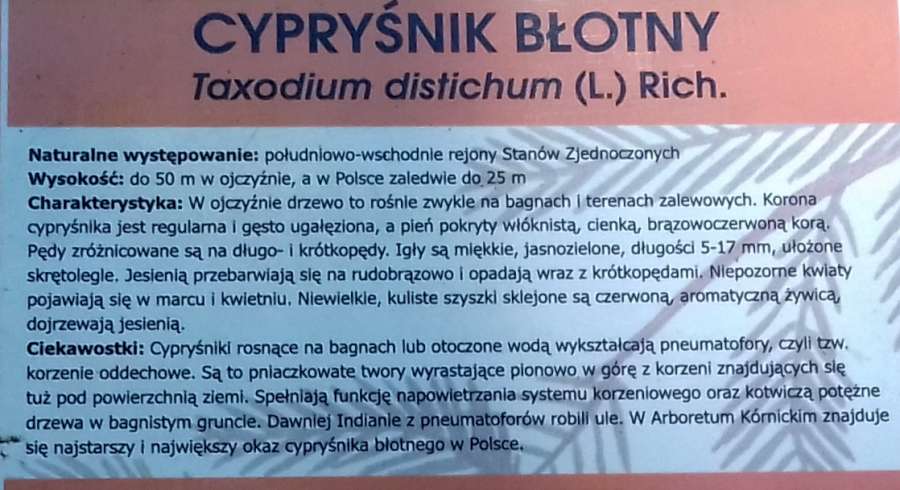 CYPRYŚNIK BŁOTNY
Taxodium distichum (L.) Rich.
Naturalne występowanie: południowo-wschodnie rejony Stanów Zjednoczonych
Wysokość: do 50 m w ojczyźnie, a w Polsce zaledwie do 25 m
Charakterystyka: W ojczyźnie drzewo to rośnie zwykle na bagnach i terenach zalewowych. Korona
cypryśnika jest regularna i gęsto ugałęziona, a pień pokryty włóknistą, cienką, brązowoczerwoną korą.
Pędy zróżnicowane są na długo- i krótkopędy. Igły są miękkie, jasnozielone, długości 5-17 mm, ułożone
skrętolegle. Jesienią przebarwiają się na rudobrązowo i opadają wraz z krótkopędami. Niepozorne kwiaty
pojawiają się w marcu i kwietniu. Niewielkie, kuliste szyszki sklejone są czerwoną, aromatyczną żywicą,
dojrzewają jesienią.
Ciekawostki: Cypryśniki rosnące na bagnach lub otoczone wodą wykształcają pneumatofory, czyli tzw.
korzenie oddechowe. Są to pniaczkowate twory wyrastające pionowo w górę z korzeni znajdujących się
tuż pod powierzchnią ziemi. Spełniają funkcję napowietrzania systemu korzeniowego oraz kotwiczą potężne
drzewa w bagnistym gruncie. Dawniej Indianie z pneumatoforów robili ule. W Arboretum Kórnickim znajduje
się najstarszy i największy okaz cypryśnika błotnego w Polsce.